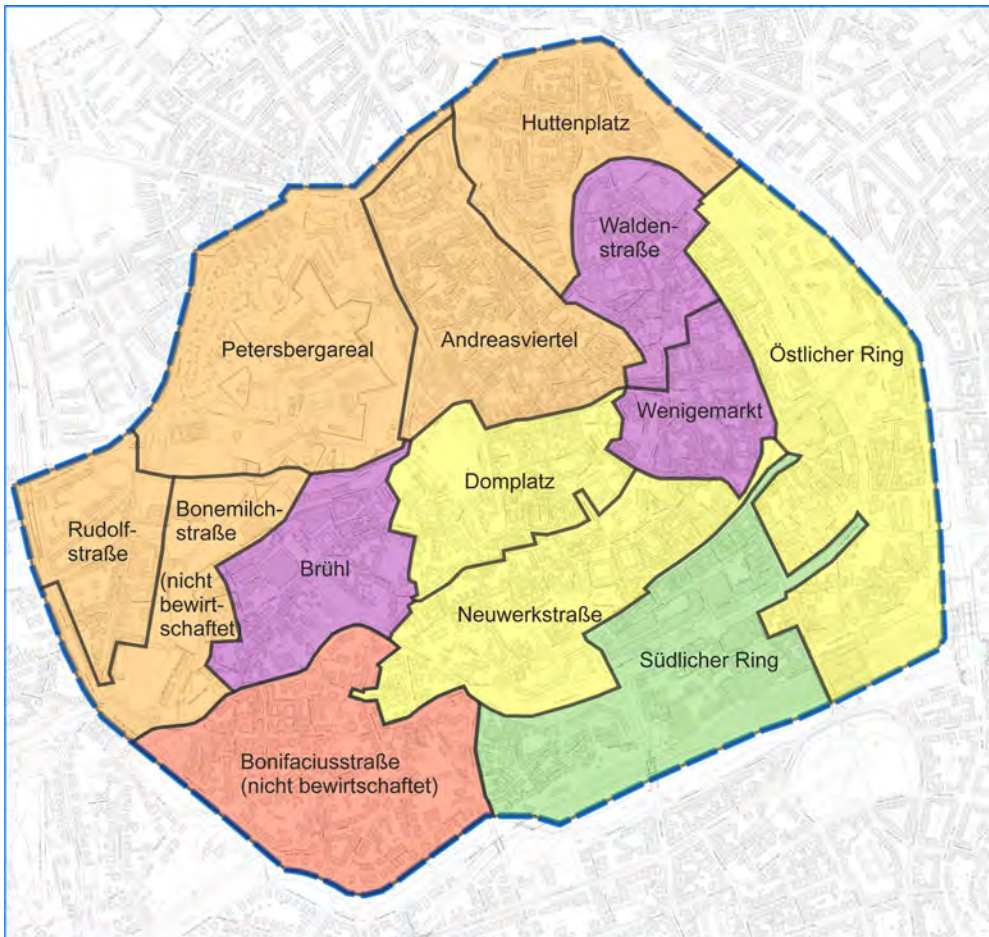 Huttenplatz
Walden-
straße
Petersbergareal
Andreasviertel
Östlicher Ring
Wenigemarkt
Domplatz
Rudolf-
straße
Bonemilch-
straße
(nicht
bewirt-
schaftet)
Brühl
Neuwerkstraße
Südlicher Ring
Bonifaciusstraße
(nicht bewirtschaftet)